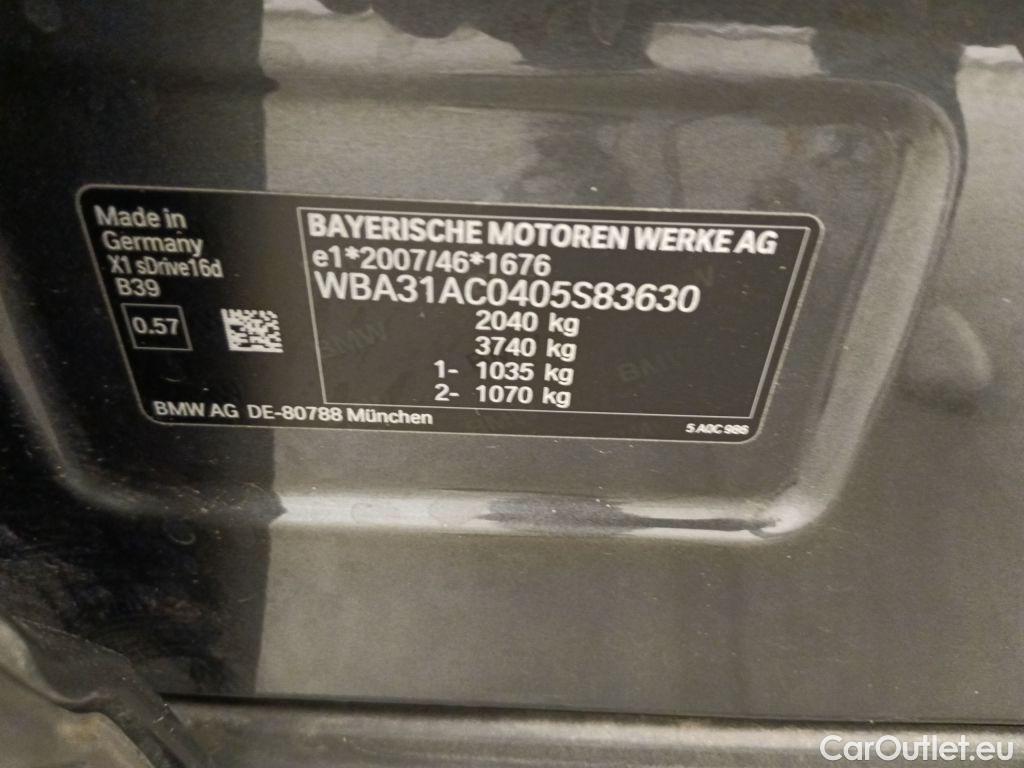 Made in
Germany
X1 sDrive16d
B39
0.57
BAYERISCHE MOTOREN WERKE AG
e1*2007/46*1676
WBA31AC0405S83630
2040 kg
3740 kg
1- 1035 kg
2- 1070 kg
BMW AG DE-80788 München
5 A0C 986
CarOutlet.eu